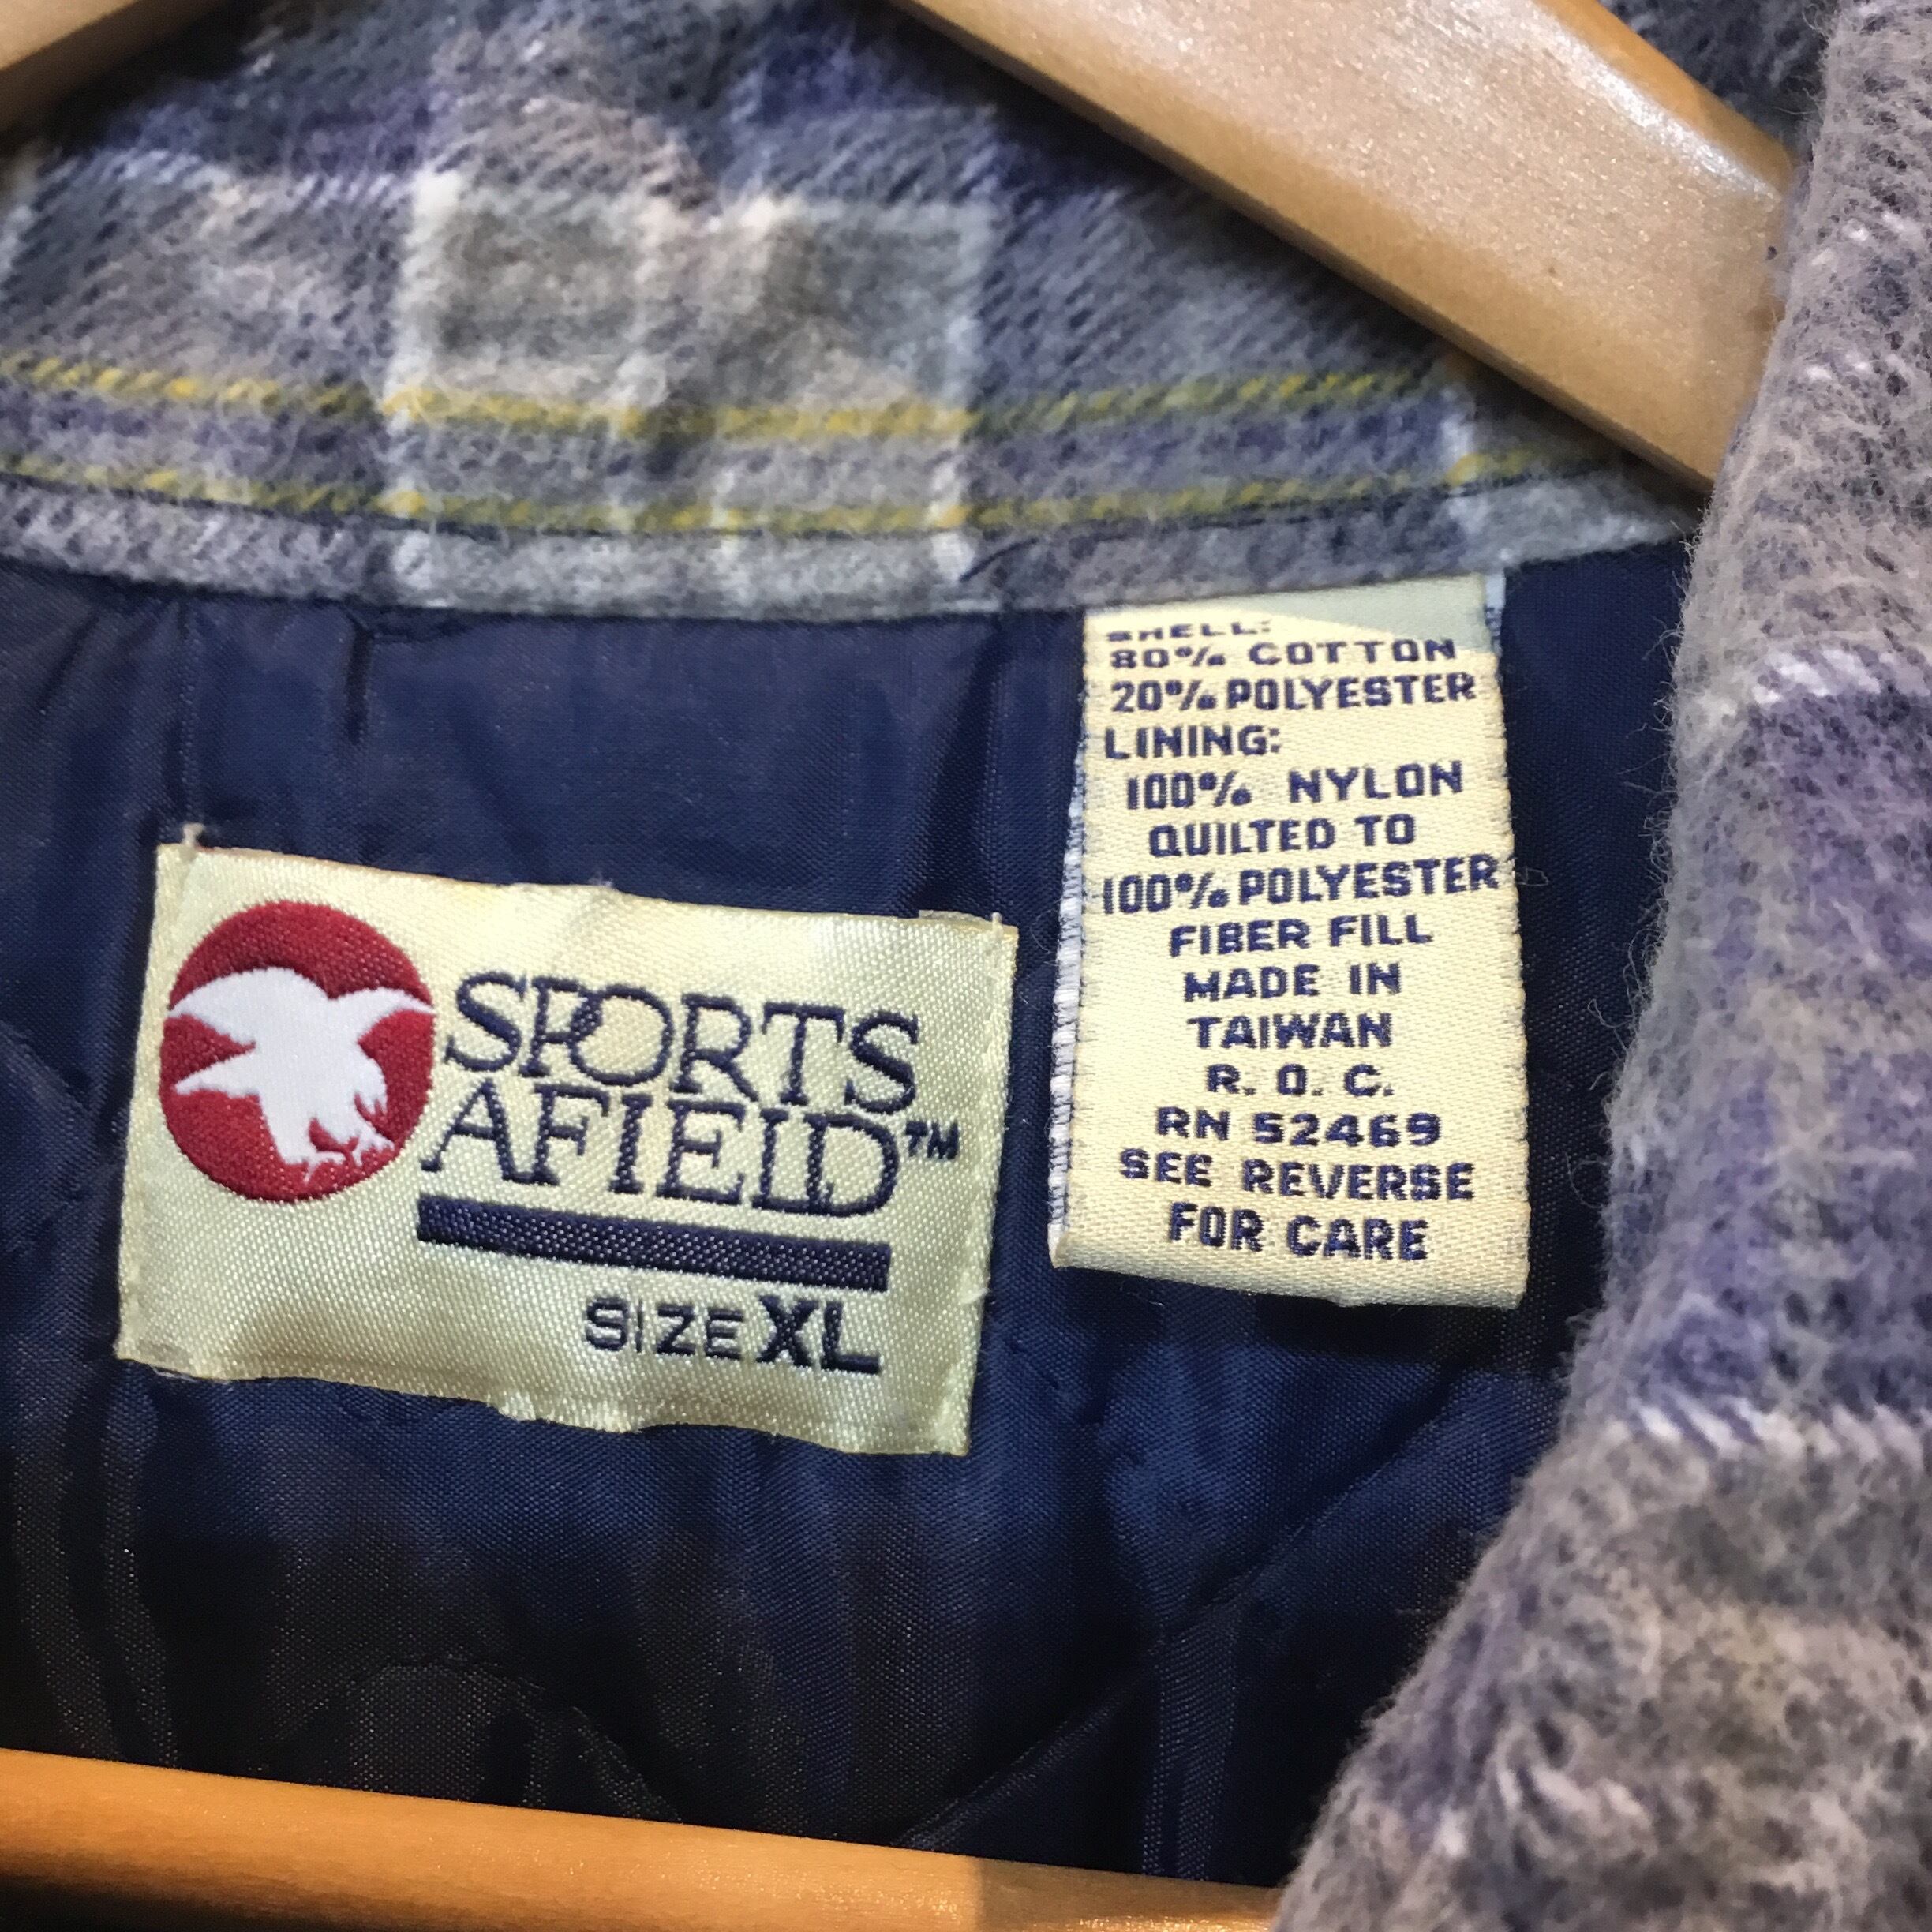 SPORTS
AFIELD™
SIZE XL
SHELL:
80% COTTON
20% POLYESTER
LINING:
100% NYLON
QUILTED TO
100% POLYESTER
FIBER FILL
MADE IN
TAIWAN
R. O. C.
RN 52469
SEE REVERSE
FOR CARE